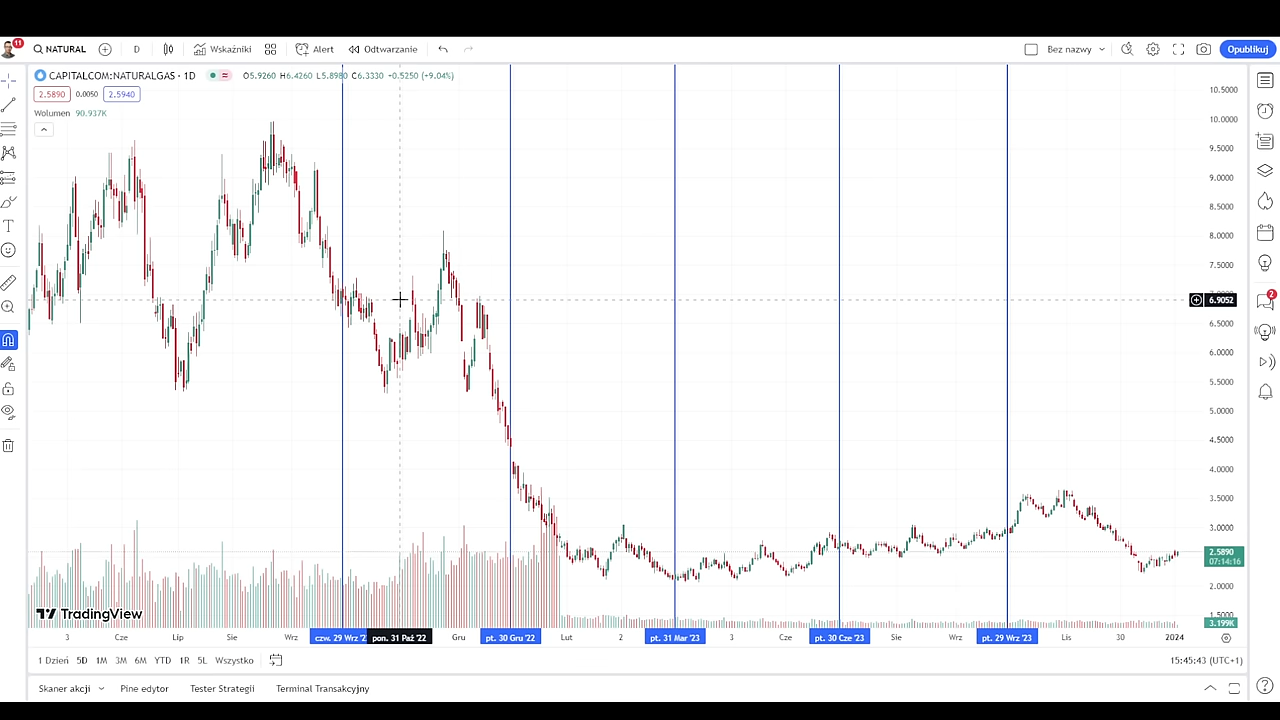 11
NATURAL
D
Wskaźniki
Alert
Odtwarzanie
Bez nazwy
Opublikuj
CAPITALCOM:NATURALGAS · 1D
O5.9260 H6.4260 L5.8980 C6.3330 +0.5250 (+9.04%)
2.5890 0.0050 2.5940
Wolumen 90.937K
10.5000
10.0000
9.5000
9.0000
8.5000
8.0000
7.5000
6.9052
6.5000
6.0000
5.5000
5.0000
4.5000
4.0000
3.5000
3.0000
2.5890
07:14:16
2.0000
1.5000
3.199K
2
TradingView
3 Cze Lip Sie Wrz czw. 29 Wrz '2 pon. 31 Paź '22 Gru pt. 30 Gru '22 Lut 2 pt. 31 Mar '23 3 Cze pt. 30 Cze '23 Sie Wrz pt. 29 Wrz '23 Lis 30 2024
1 Dzień 5D 1M 3M 6M YTD 1R 5L Wszystko
15:45:43 (UTC+1)
Skaner akcji Pine edytor Tester Strategii Terminal Transakcyjny